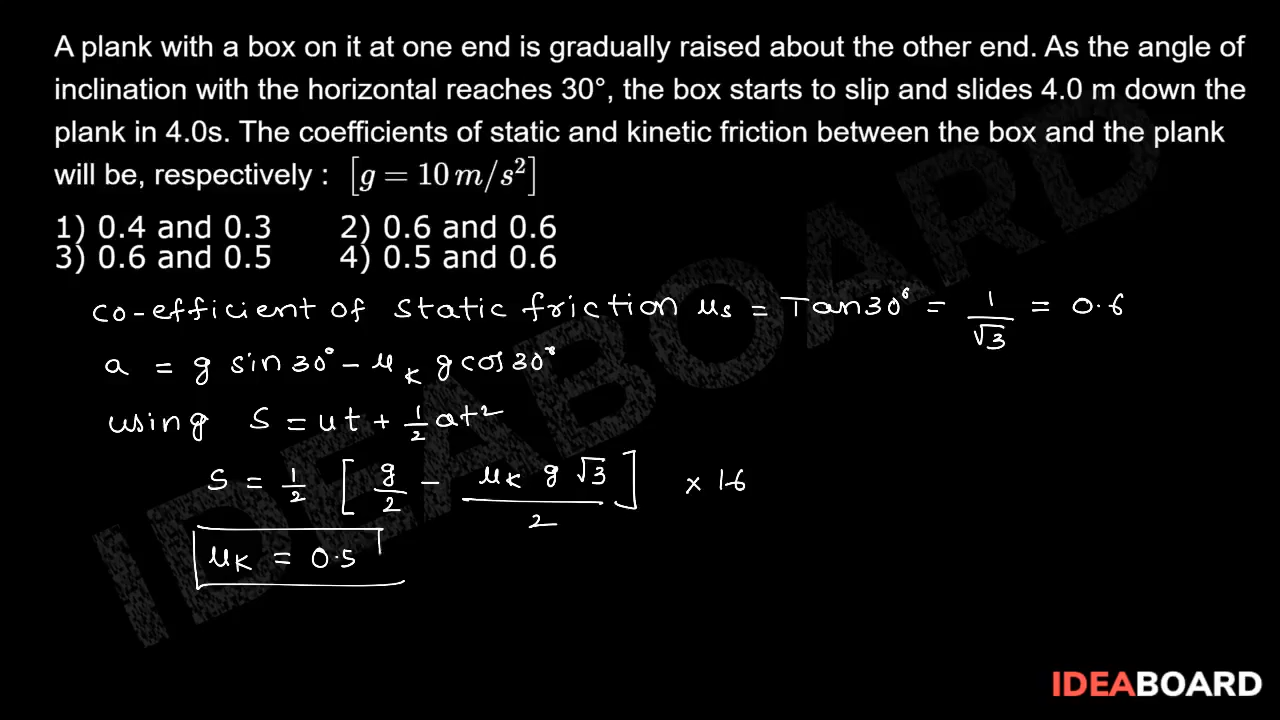 A plank with a box on it at one end is gradually raised about the other end. As the angle of
inclination with the horizontal reaches 30°, the box starts to slip and slides 4.0 m down the
plank in 4.0s. The coefficients of static and kinetic friction between the box and the plank
will be, respectively : [g = 10 m/s²]
1) 0.4 and 0.3 2) 0.6 and 0.6
3) 0.6 and 0.5 4) 0.5 and 0.6
co-efficient of static friction μs = Tan30° = 1/√3 = 0.6
a = g sin30° - μK g cos30°
using S = ut + 1/2 at²
S = 1/2 [g/2 - μK g √3/2] × 16
μK = 0.5
IDEABOARD
IDEABOARD